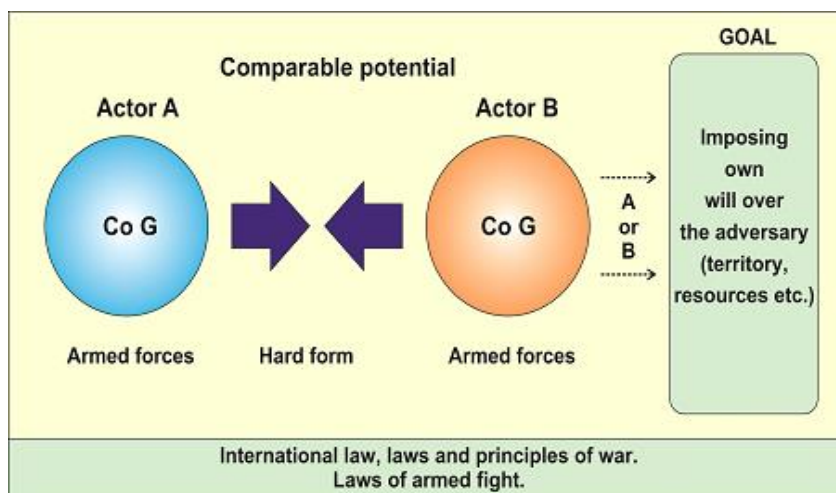 GOAL
Comparable potential
Actor A
Actor B
Co G
Co G
A
or
B
Imposing
own
will over
the adversary
(territory,
resources etc.)
Armed forces
Hard form
Armed forces
International law, laws and principles of war.
Laws of armed fight.